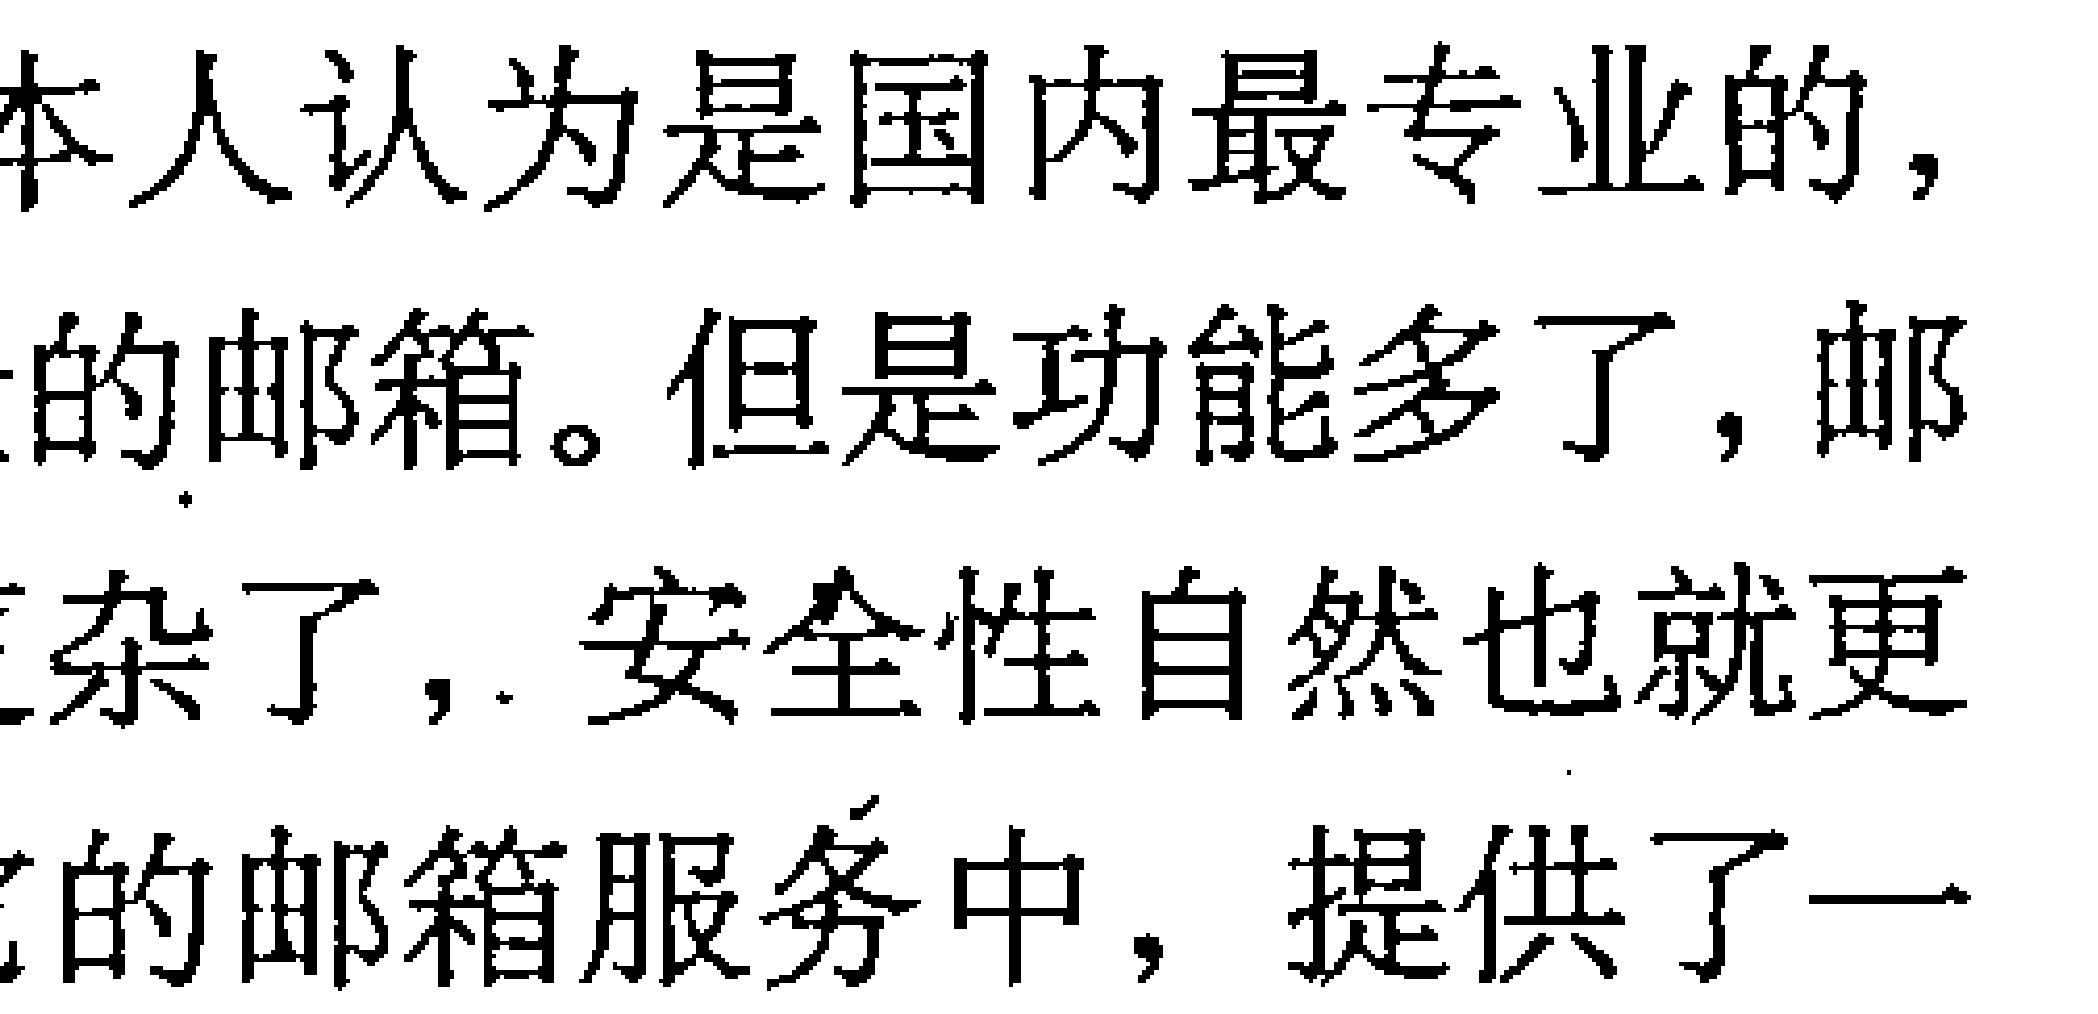 本人认为是国内最专业的，
的邮箱。但是功能多了，邮
杂了，安全性自然也就更
的邮箱服务中，提供了一